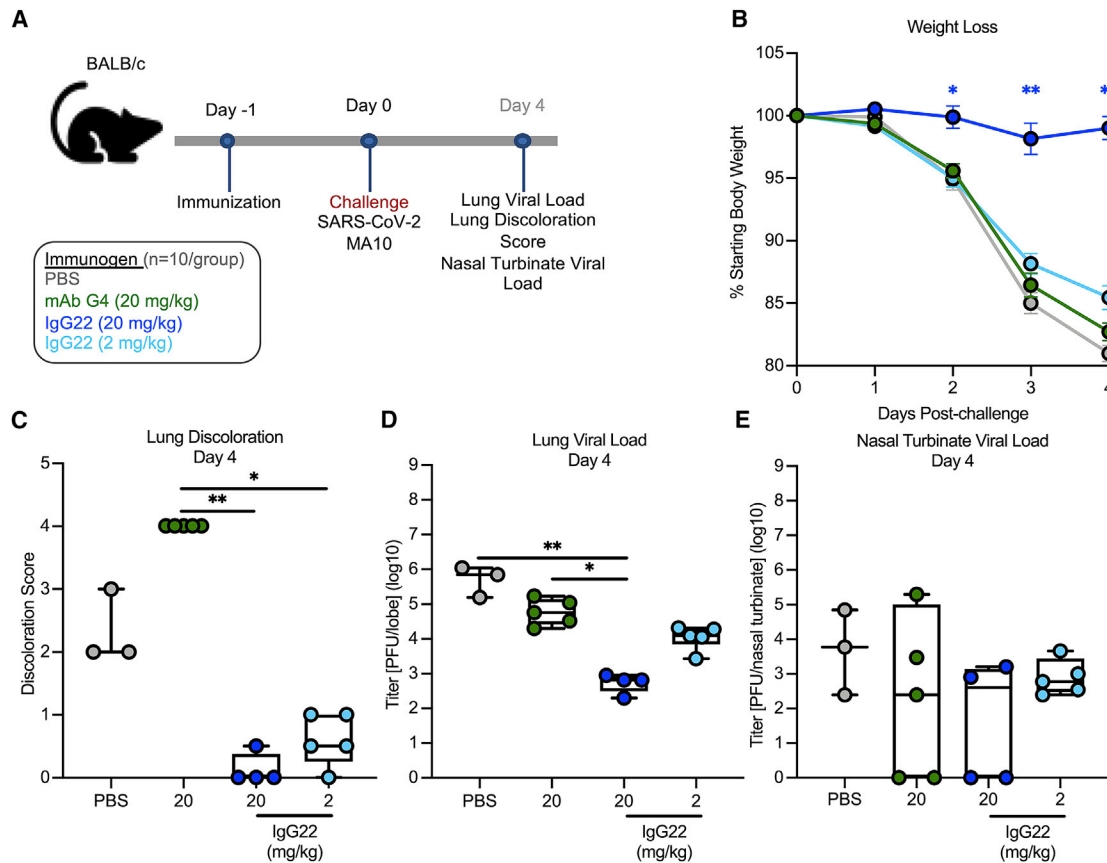 A
BALB/c
Day -1
Day 0
Day 4
Immunization
Challenge
SARS-CoV-2
MA10
Lung Viral Load
Lung Discoloration
Score
Nasal Turbinate Viral
Load
Immunogen (n=10/group)
PBS
mAb G4 (20 mg/kg)
IgG22 (20 mg/kg)
IgG22 (2 mg/kg)
B
Weight Loss
% Starting Body Weight
105
100
95
90
85
80
* ** *
0 1 2 3 4
Days Post-challenge
C
Lung Discoloration
Day 4
Discoloration Score
5
4
3
2
1
0
*
**
PBS 20 20 2
IgG22
(mg/kg)
D
Lung Viral Load
Day 4
Titer [PFU/lobe] (log10)
9
8
7
6
5
4
3
2
1
0
**
*
PBS 20 20 2
IgG22
(mg/kg)
E
Nasal Turbinate Viral Load
Day 4
Titer [PFU/nasal turbinate] (log10)
9
8
7
6
5
4
3
2
1
0
PBS 20 20 2
IgG22
(mg/kg)